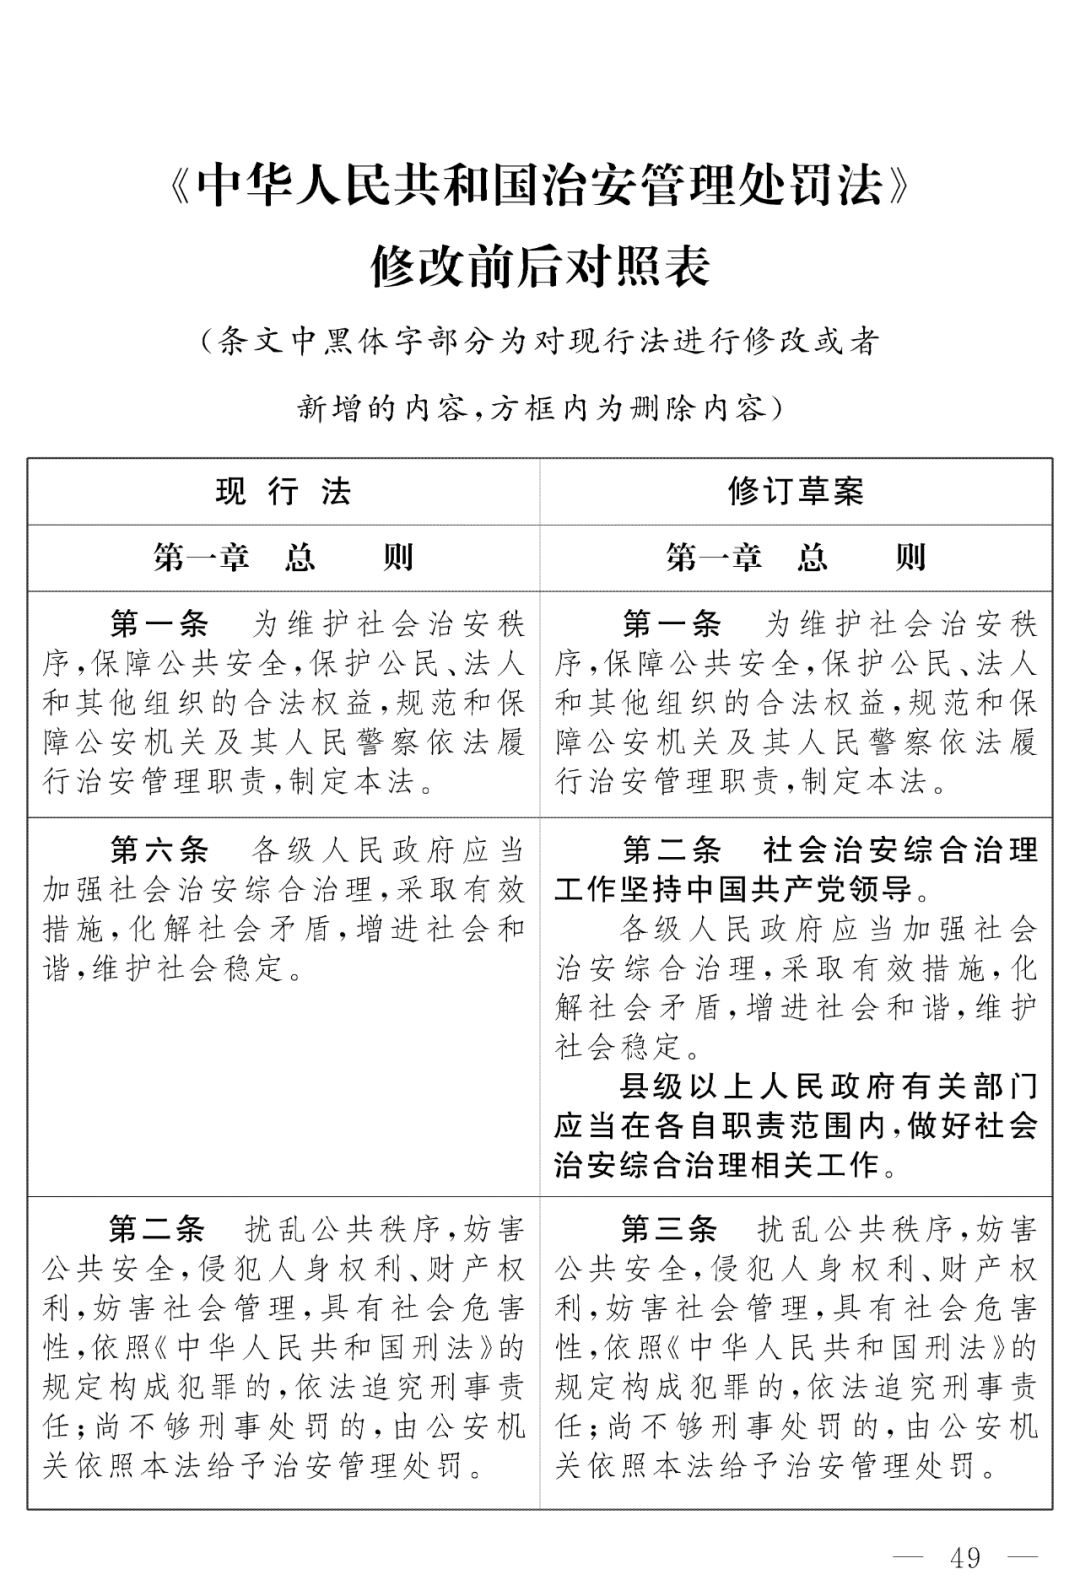 《中华人民共和国治安管理处罚法》
修改前后对照表
（条文中黑体字部分为对现行法进行修改或者
新增的内容,方框内为删除内容）
现 行 法
修订草案
第一章 总 则
第一章 总 则
第一条 为维护社会治安秩
序,保障公共安全,保护公民、法人
和其他组织的合法权益,规范和保
障公安机关及其人民警察依法履
行治安管理职责,制定本法。
第一条 为维护社会治安秩
序,保障公共安全,保护公民、法人
和其他组织的合法权益,规范和保
障公安机关及其人民警察依法履
行治安管理职责,制定本法。
第六条 各级人民政府应当
加强社会治安综合治理,采取有效
措施,化解社会矛盾,增进社会和
谐,维护社会稳定。
第二条 社会治安综合治理
工作坚持中国共产党领导。
各级人民政府应当加强社会
治安综合治理,采取有效措施,化
解社会矛盾,增进社会和谐,维护
社会稳定。
县级以上人民政府有关部门
应当在各自职责范围内,做好社会
治安综合治理相关工作。
第二条 扰乱公共秩序,妨害
公共安全,侵犯人身权利、财产权
利,妨害社会管理,具有社会危害
性,依照《中华人民共和国刑法》的
规定构成犯罪的,依法追究刑事责
任;尚不够刑事处罚的,由公安机
关依照本法给予治安管理处罚。
第三条 扰乱公共秩序,妨害
公共安全,侵犯人身权利、财产权
利,妨害社会管理,具有社会危害
性,依照《中华人民共和国刑法》的
规定构成犯罪的,依法追究刑事责
任;尚不够刑事处罚的,由公安机
关依照本法给予治安管理处罚。
— 49 —